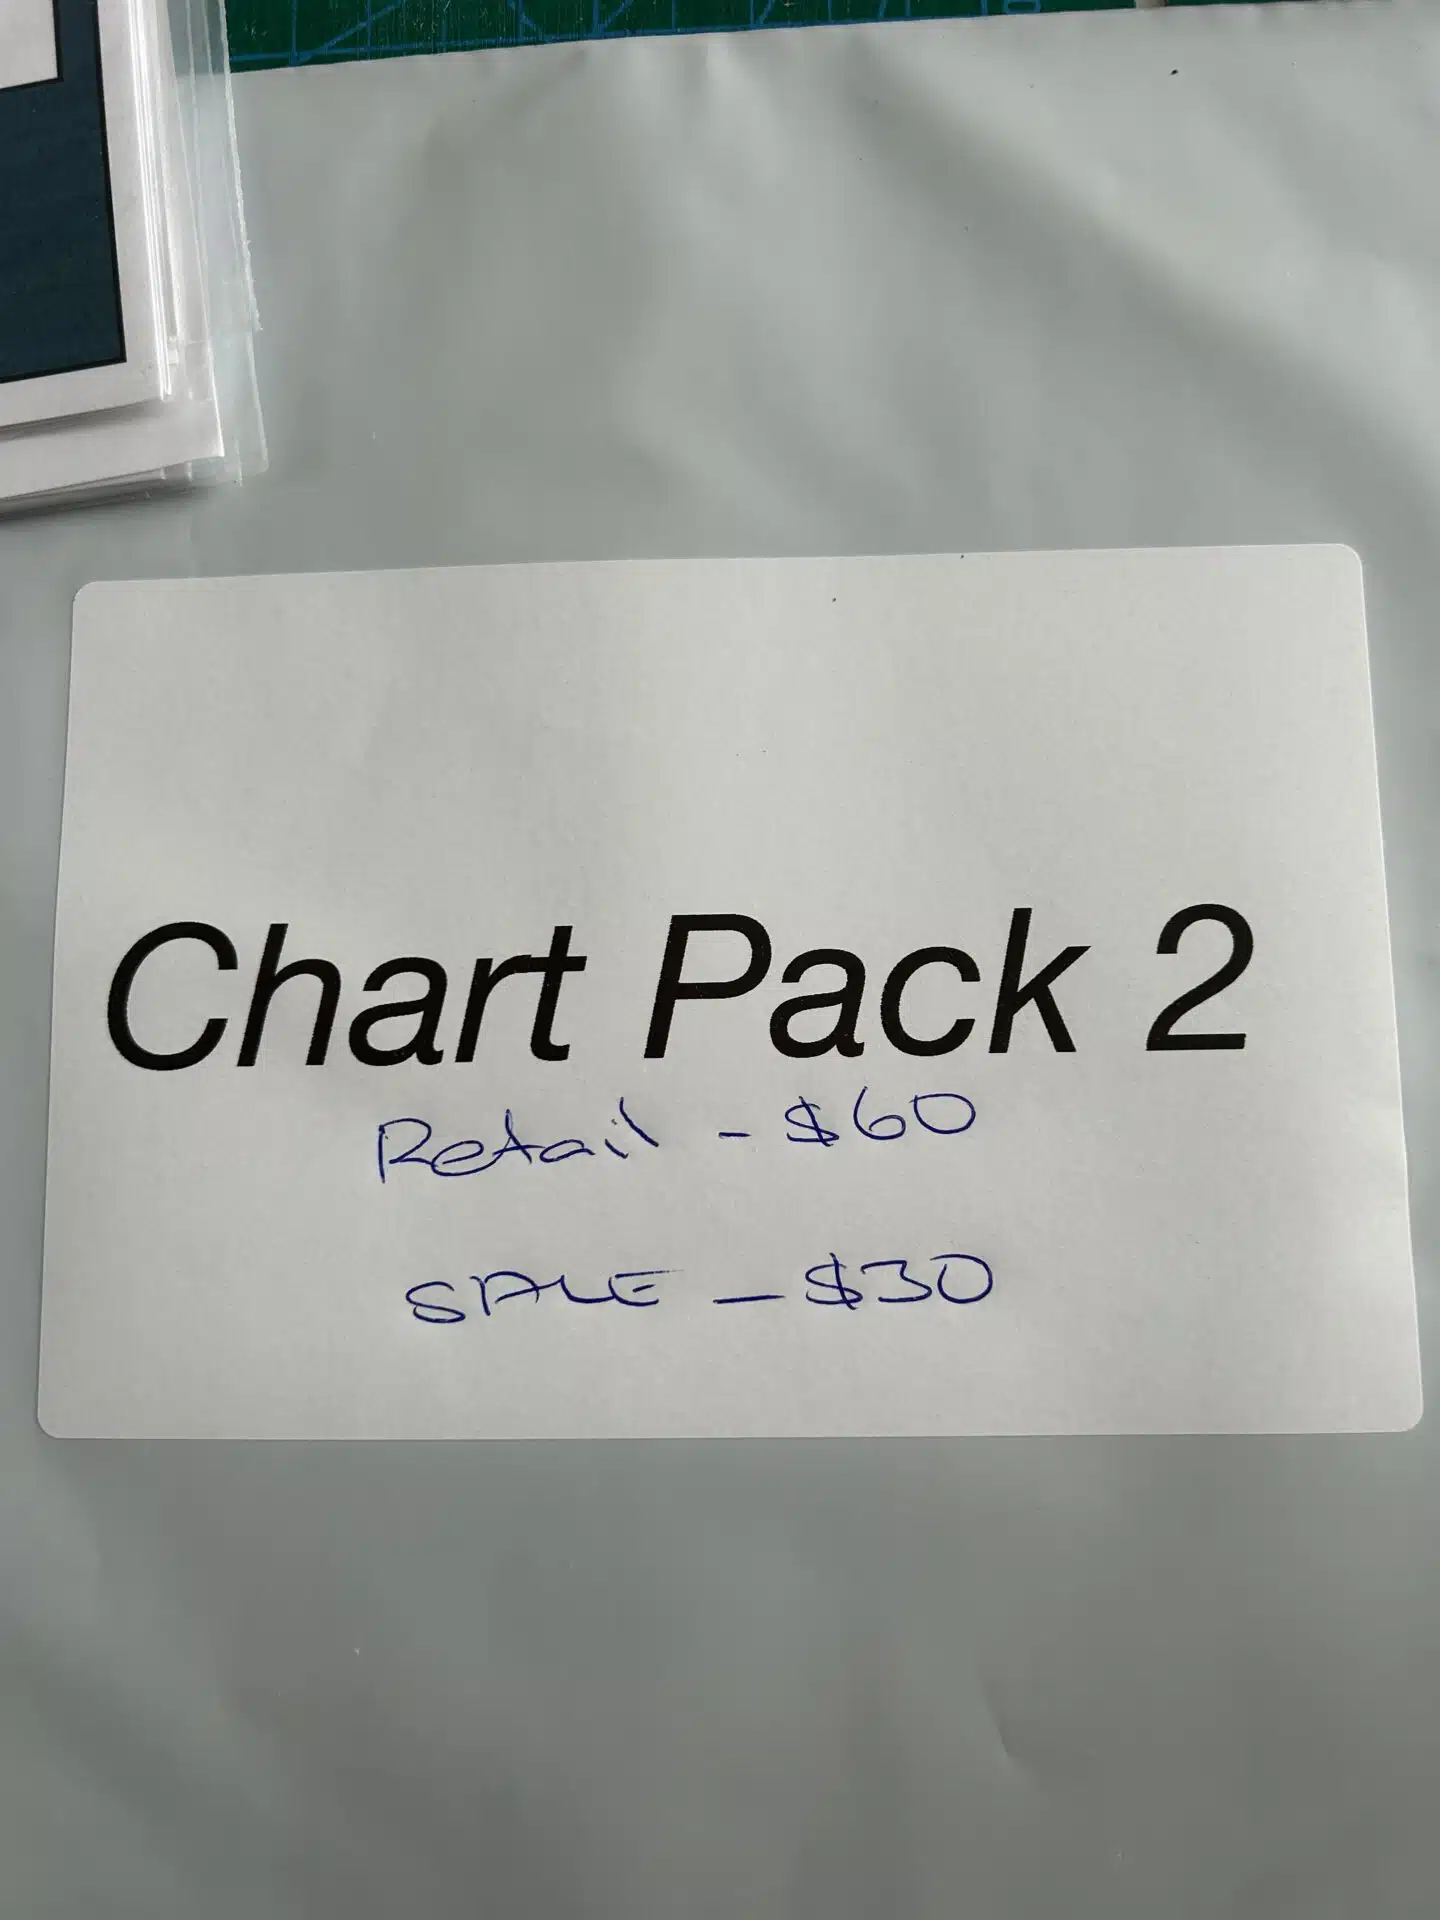 Chart Pack 2
Retail - $60
SALE - $30